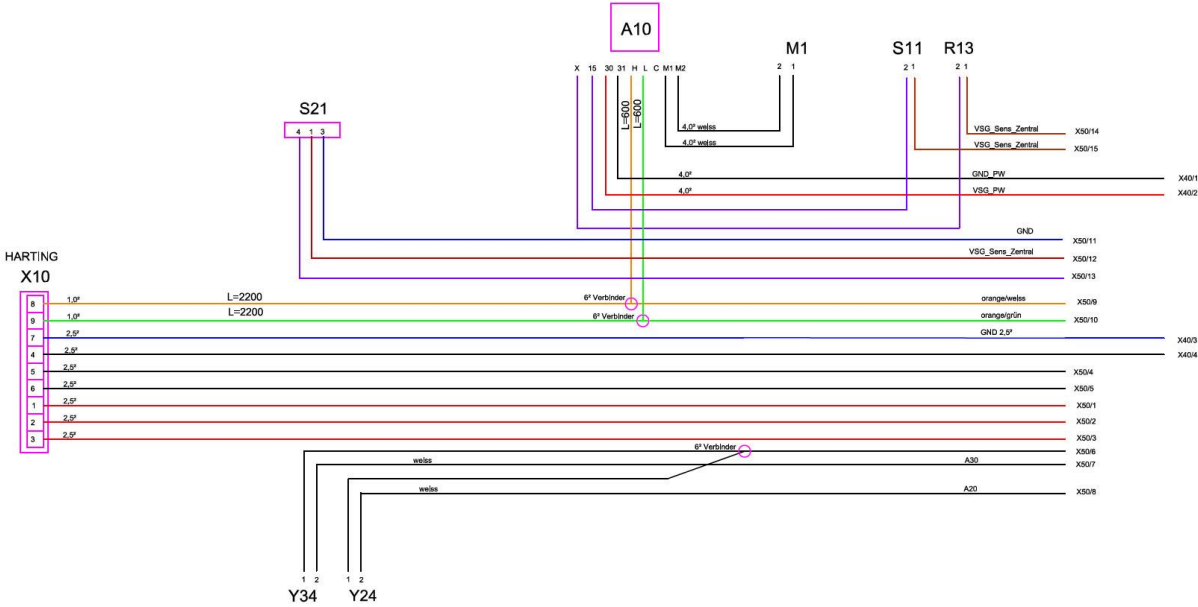 A10
M1
S11 R13
X 15 30 31 H L C M1 M2
2 1
2 1
2 1
L=600
L=600
S21
4 1 3
4,0² weiss
4,0² weiss
VSG_Sens_Zentral X50/14
VSG_Sens_Zentral X50/15
4,0² GND_PW X40/1
4,0² VSG_PW X40/2
GND X50/11
VSG_Sens_Zentral X50/12
X50/13
HARTING
X10
8 1,0² L=2200 6² Verbinder orange/weiss X50/9
9 1,0² L=2200 6² Verbinder orange/grün X50/10
7 2,5² GND 2,5² X40/3
4 2,5² X40/4
5 2,5² X50/4
6 2,5² X50/5
1 2,5² X50/1
2 2,5² X50/2
3 2,5² X50/3
6² Verbinder X50/6
weiss A30 X50/7
weiss A20 X50/8
1 2 1 2
Y34 Y24